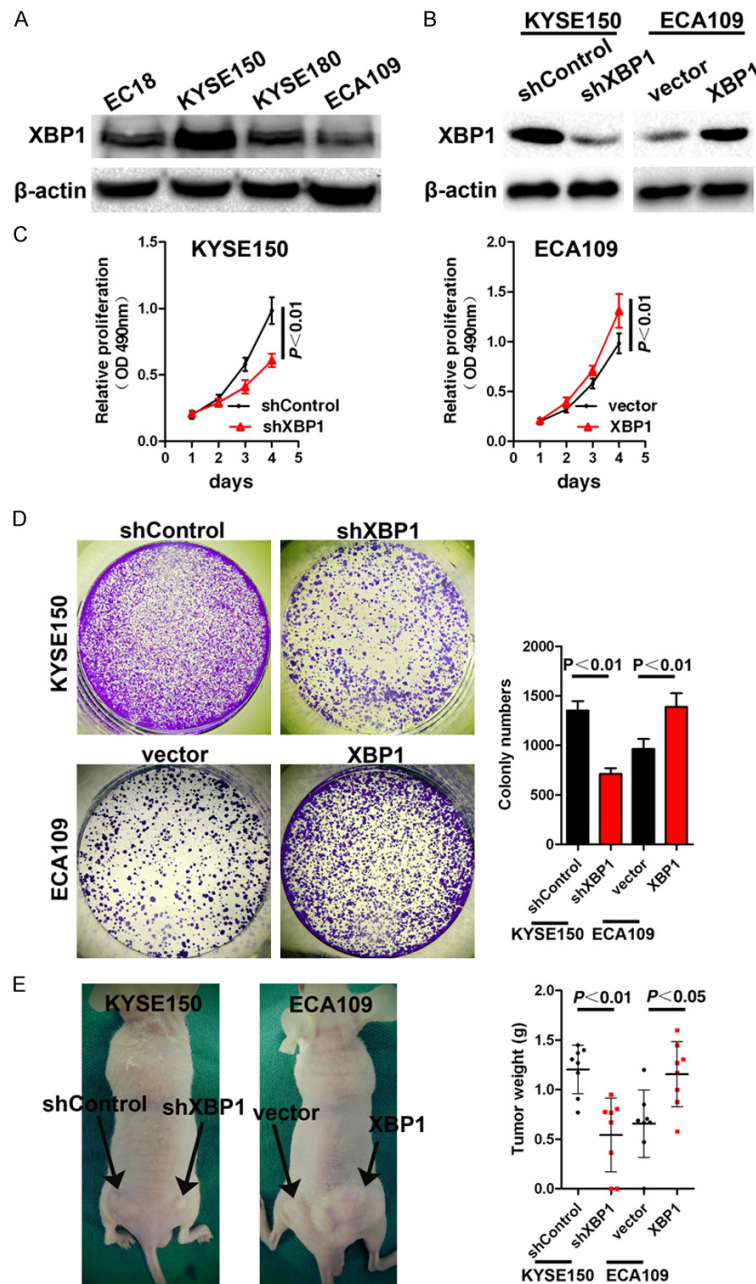 A
EC18 KYSE150 KYSE180 ECA109
XBP1
β-actin
B
KYSE150 ECA109
shControl shXBP1 vector XBP1
XBP1
β-actin
C
KYSE150
Relative proliferation
(OD 490nm)
1.5
1.0
0.5
0.0
P<0.01
shControl
shXBP1
0 1 2 3 4 5
days
ECA109
Relative proliferation
(OD 490nm)
2.0
1.5
1.0
0.5
0.0
P<0.01
vector
XBP1
0 1 2 3 4 5
days
D
shControl shXBP1
KYSE150
vector XBP1
ECA109
Colonly numbers
2000
1500
1000
500
0
P<0.01 P<0.01
shControl shXBP1 vector XBP1
KYSE150 ECA109
E
KYSE150 ECA109
shControl shXBP1 vector XBP1
Tumor weight (g)
2.0
1.5
1.0
0.5
0.0
P<0.01 P<0.05
shControl shXBP1 vector XBP1
KYSE150 ECA109